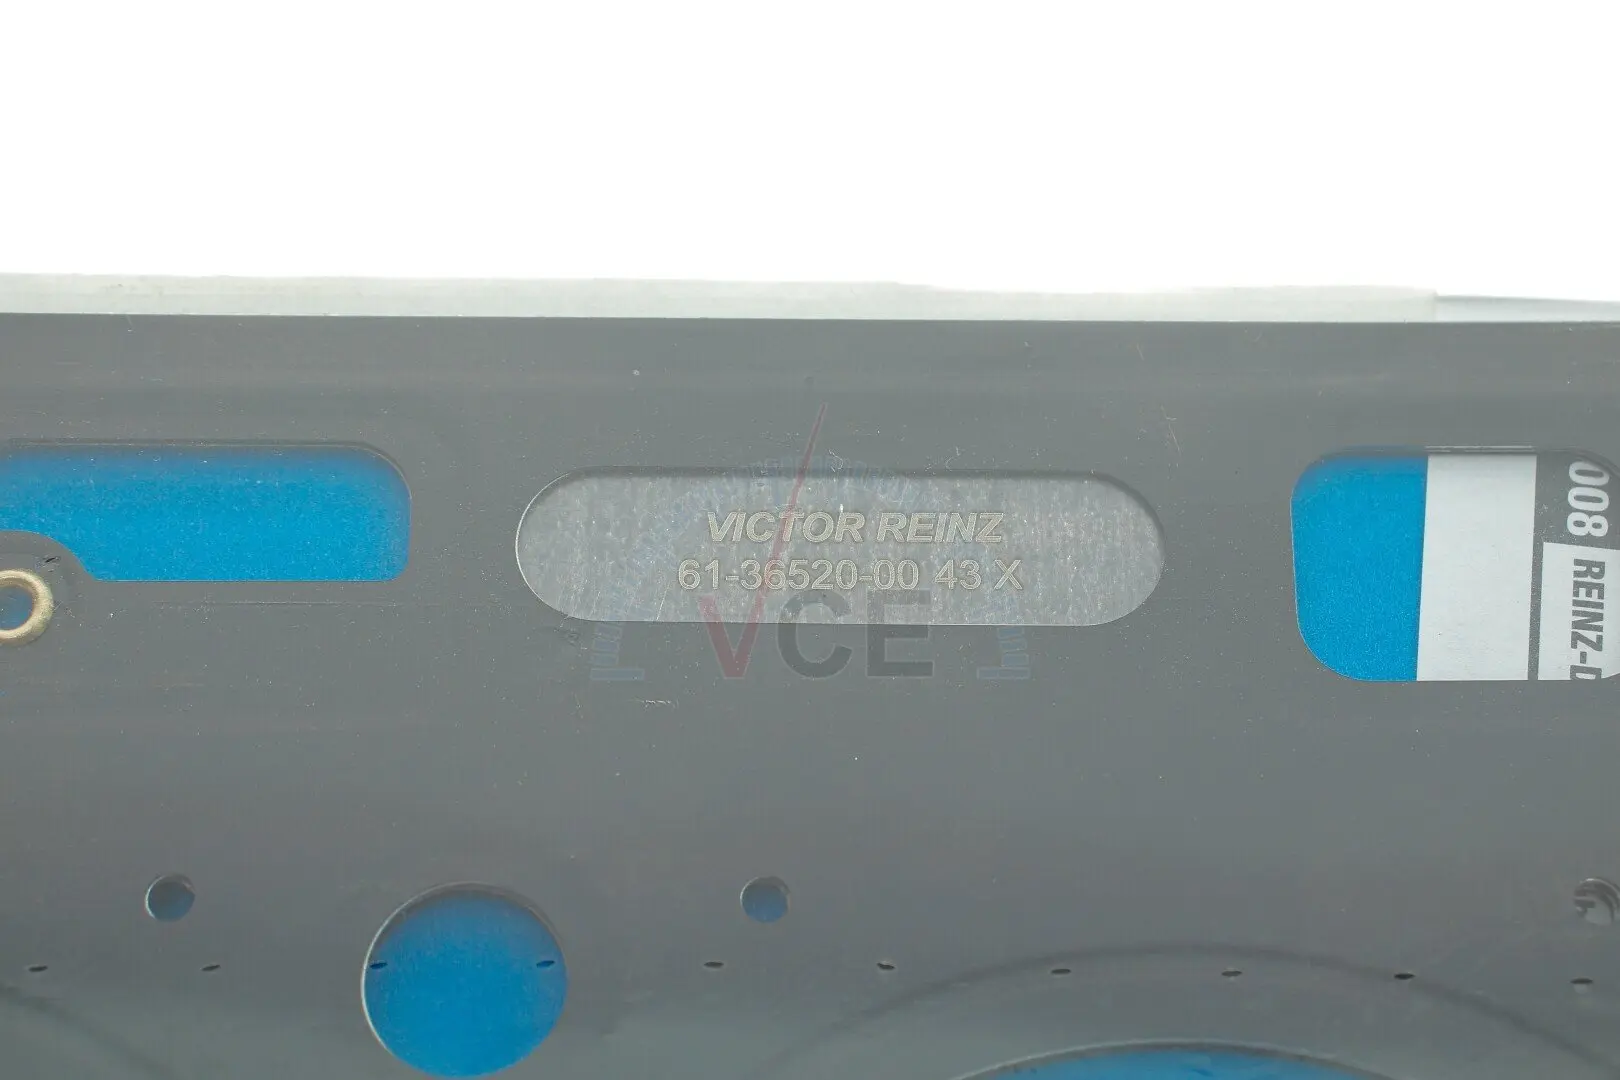 VICTOR REINZ
61-36520-00 43 X
VCE
008 REINZ-D